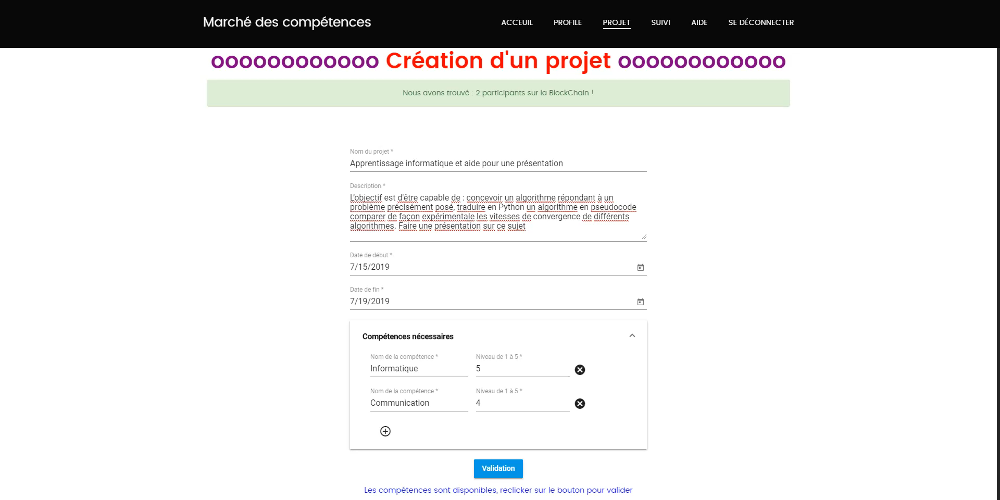 Marché des compétences
ACCEUIL PROFILE PROJET SUIVI AIDE SE DÉCONNECTER
oooooooooooo Création d'un projet oooooooooooo
Nous avons trouvé : 2 participants sur la BlockChain !
Nom du projet *
Apprentissage informatique et aide pour une présentation
Description *
L'objectif est d'être capable de : concevoir un algorithme répondant à un
problème précisément posé, traduire en Python un algorithme en pseudocode
comparer de façon expérimentale les vitesses de convergence de différents
algorithmes. Faire une présentation sur ce sujet
Date de début *
7/15/2019
Date de fin *
7/19/2019
Compétences nécessaires
Nom de la compétence * Niveau de 1 à 5 *
Informatique 5
Nom de la compétence * Niveau de 1 à 5 *
Communication 4
Validation
Les compétences sont disponibles, reclicker sur le bouton pour valider